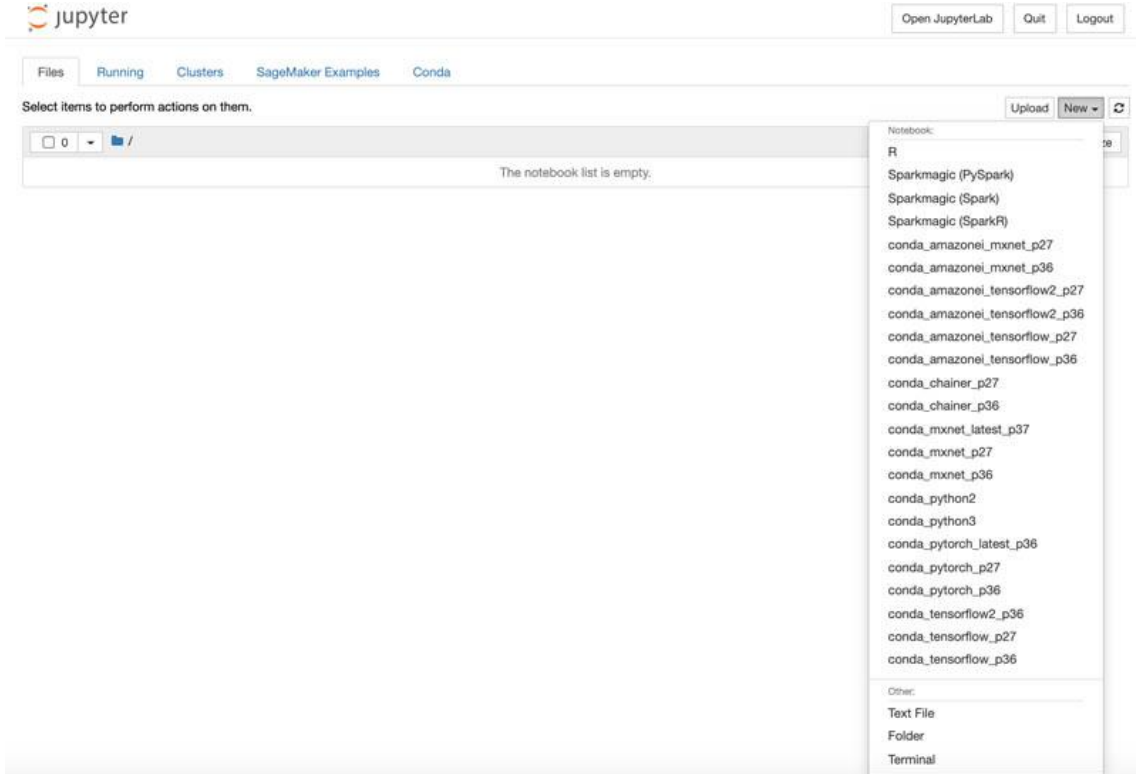 jupyter
Open JupyterLab Quit Logout
Files Running Clusters SageMaker Examples Conda
Select items to perform actions on them.
Upload New
0 /
The notebook list is empty.
Notebook:
R
Sparkmagic (PySpark)
Sparkmagic (Spark)
Sparkmagic (SparkR)
conda_amazonei_mxnet_p27
conda_amazonei_mxnet_p36
conda_amazonei_tensorflow2_p27
conda_amazonei_tensorflow2_p36
conda_amazonei_tensorflow_p27
conda_amazonei_tensorflow_p36
conda_chainer_p27
conda_chainer_p36
conda_mxnet_latest_p37
conda_mxnet_p27
conda_mxnet_p36
conda_python2
conda_python3
conda_pytorch_latest_p36
conda_pytorch_p27
conda_pytorch_p36
conda_tensorflow2_p36
conda_tensorflow_p27
conda_tensorflow_p36
Other:
Text File
Folder
Terminal